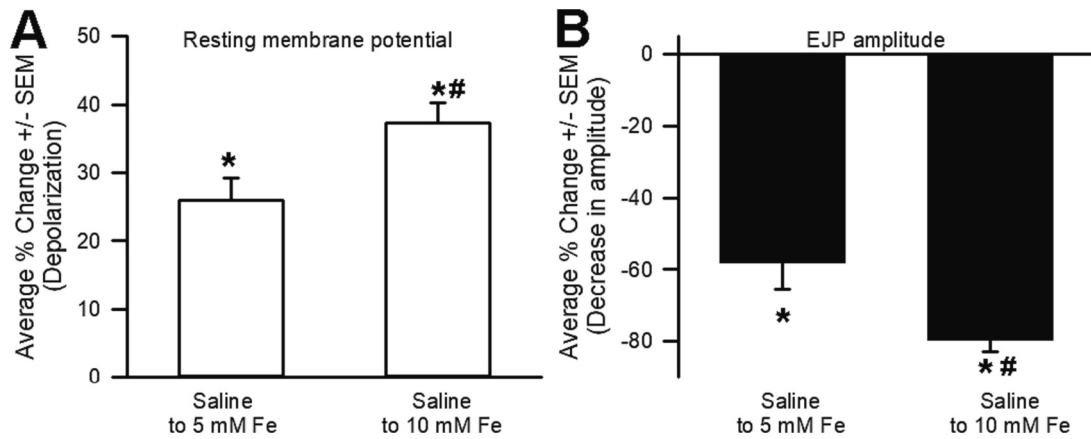 A
Resting membrane potential
Average % Change +/- SEM
(Depolarization)
50
40
30
20
10
0
*
*#
Saline
to 5 mM Fe
Saline
to 10 mM Fe
B
EJP amplitude
Average % Change +/- SEM
(Decrease in amplitude)
0
-20
-40
-60
-80
*
*#
Saline
to 5 mM Fe
Saline
to 10 mM Fe